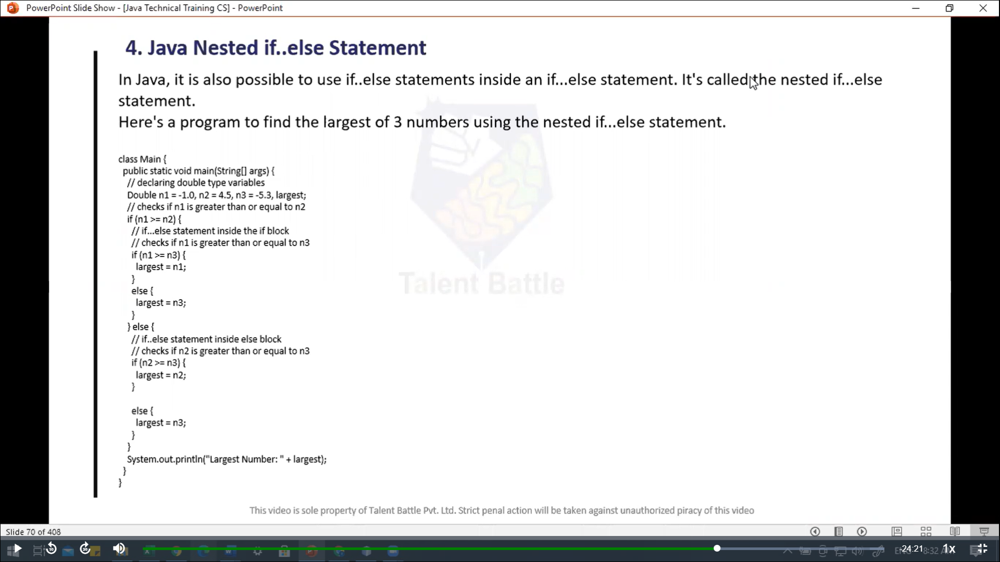 PowerPoint Slide Show - [Java Technical Training CS] - PowerPoint
4. Java Nested if..else Statement
In Java, it is also possible to use if..else statements inside an if...else statement. It's called the nested if...else
statement.
Here's a program to find the largest of 3 numbers using the nested if...else statement.
class Main {
public static void main(String[] args) {
// declaring double type variables
Double n1 = -1.0, n2 = 4.5, n3 = -5.3, largest;
// checks if n1 is greater than or equal to n2
if (n1 >= n2) {
// if...else statement inside the if block
// checks if n1 is greater than or equal to n3
if (n1 >= n3) {
largest = n1;
}
else {
largest = n3;
}
} else {
// if..else statement inside else block
// checks if n2 is greater than or equal to n3
if (n2 >= n3) {
largest = n2;
}
else {
largest = n3;
}
}
System.out.println("Largest Number: " + largest);
}
}
Talent Battle
This video is sole property of Talent Battle Pvt. Ltd. Strict penal action will be taken against unauthorized piracy of this video
Slide 70 of 408
10
30
-24:21
1x